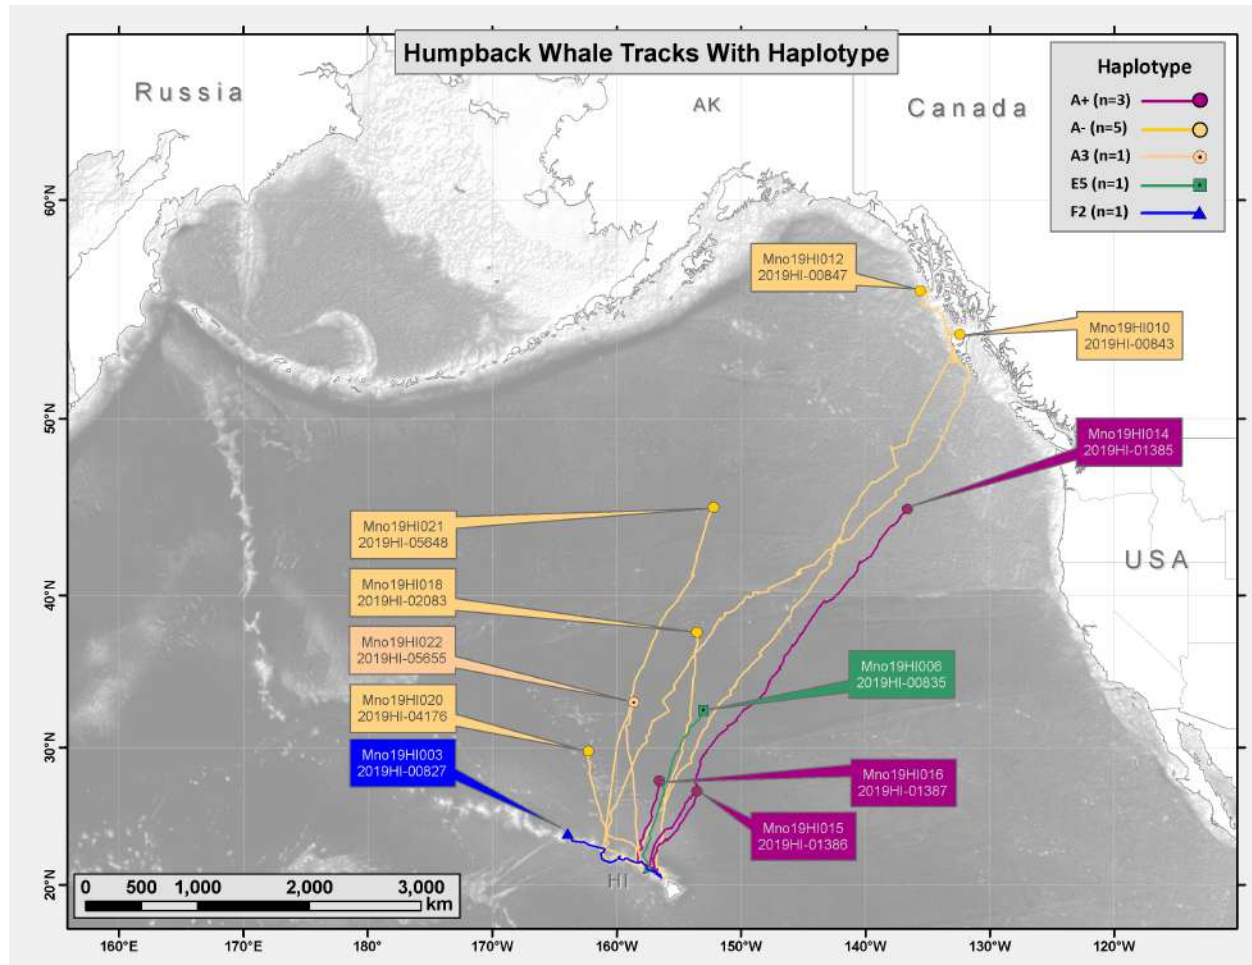 Humpback Whale Tracks With Haplotype
Russia
AK
Canada
Haplotype
A+ (n=3)
A- (n=5)
A3 (n=1)
E5 (n=1)
F2 (n=1)
60°N
50°N
40°N
30°N
20°N
Mno19HI012
2019HI-00847
Mno19HI010
2019HI-00843
Mno19HI014
2019HI-01385
USA
Mno19HI021
2019HI-05648
Mno19HI018
2019HI-02083
Mno19HI022
2019HI-05655
Mno19HI020
2019HI-04176
Mno19HI003
2019HI-00827
Mno19HI006
2019HI-00835
Mno19HI016
2019HI-01387
Mno19HI015
2019HI-01386
HI
0 500 1,000 2,000 3,000
km
160°E 170°E 180° 170°W 160°W 150°W 140°W 130°W 120°W